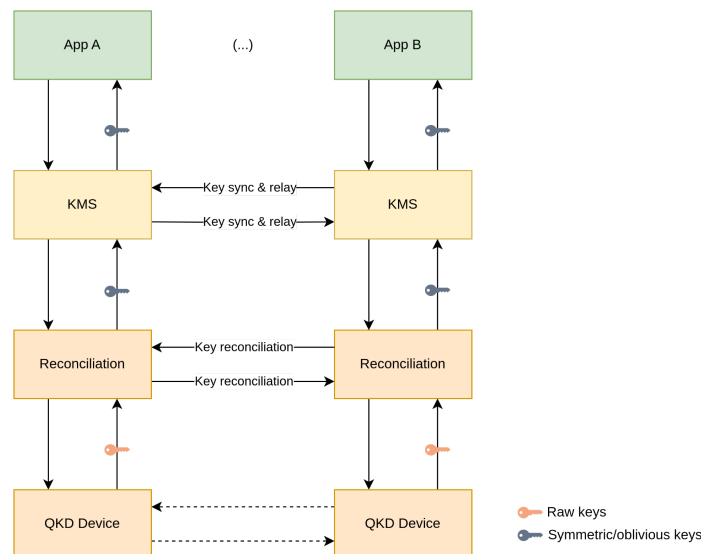 App A
(...)
App B
KMS
Key sync & relay
KMS
Key sync & relay
Reconciliation
Key reconciliation
Reconciliation
Key reconciliation
QKD Device
QKD Device
Raw keys
Symmetric/oblivious keys